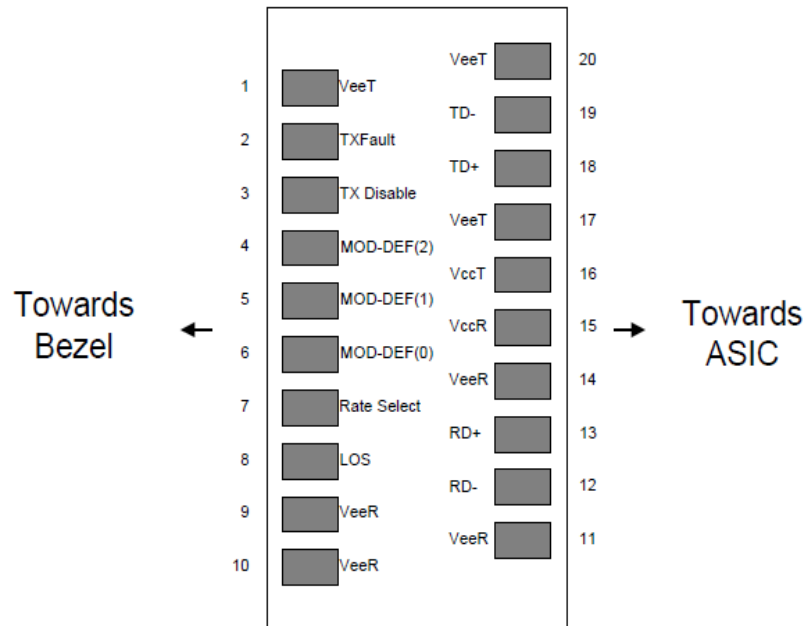 VeeT 20
1 VeeT
TD- 19
2 TXFault
TD+ 18
3 TX Disable
VeeT 17
4 MOD-DEF(2)
VccT 16
5 MOD-DEF(1)
Towards
Bezel
VccR 15
Towards
ASIC
6 MOD-DEF(0)
VeeR 14
7 Rate Select
RD+ 13
8 LOS
RD- 12
9 VeeR
VeeR 11
10 VeeR